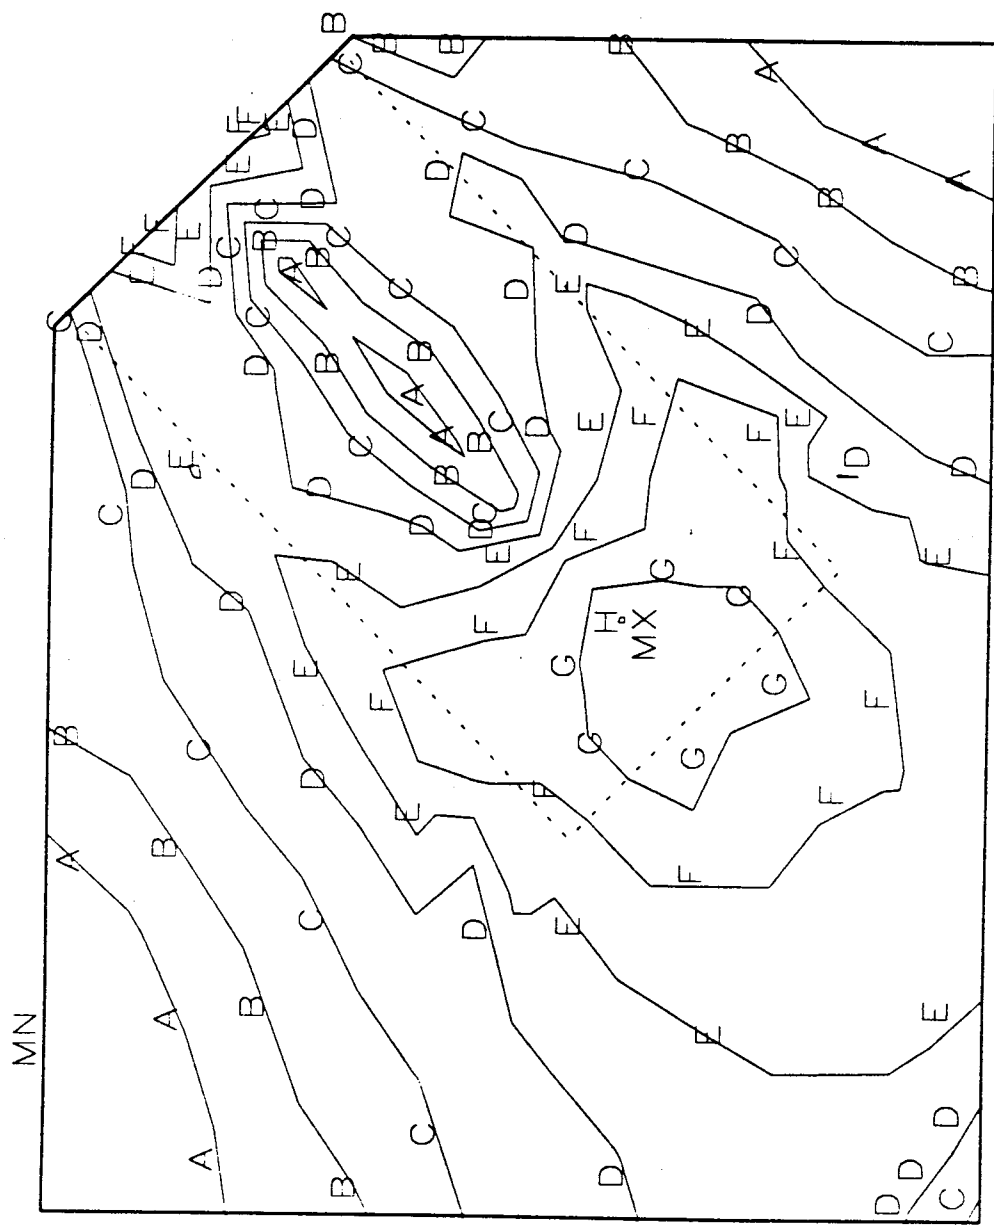 B
B B B
C A
F F E D C
B A
E D C A
D B
C
F E
F C B C D
B C
E D A E B
C D
C D C E D
C
D B B
A
C D E F F E
C A B
E D D
D D B
C C
D D F
E F E
E G
D G
F H
MX
E G
F G F
B C G G
D F F
E
B
A F
C D E
A B E
MN E
D
C
A D D
B D C